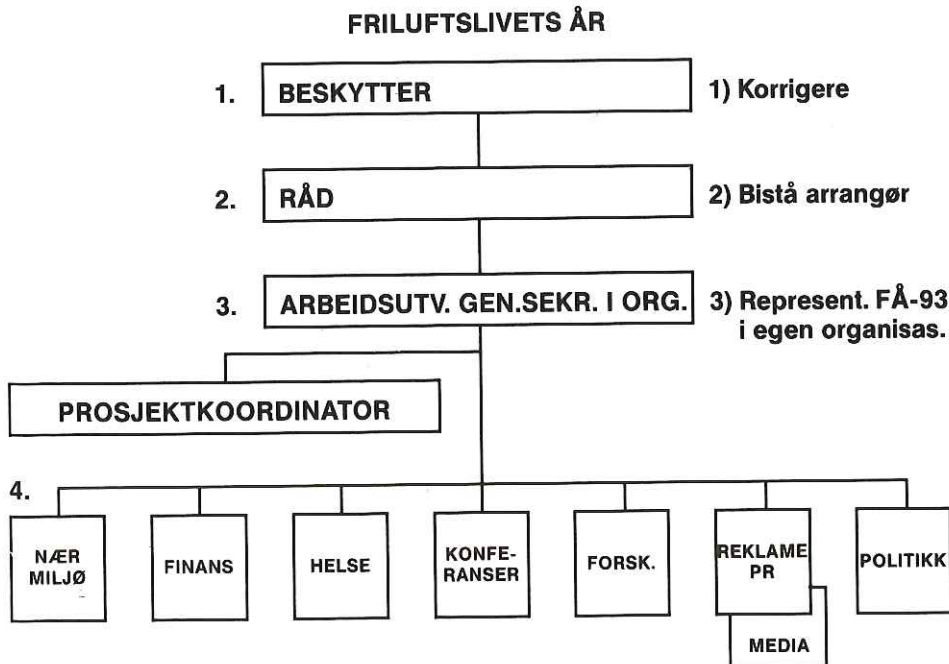 FRILUFTSLIVETS ÅR
1. BESKYTTER 1) Korrigere
2. RÅD 2) Bistå arrangør
3. ARBEIDSUTV. GEN.SEKR. I ORG. 3) Represent. FÅ-93
i egen organisas.
PROSJEKTKOORDINATOR
4.
NÆR
MILJØ
FINANS
HELSE
KONFE-
RANSER
FORSK.
REKLAME
PR
MEDIA
POLITIKK